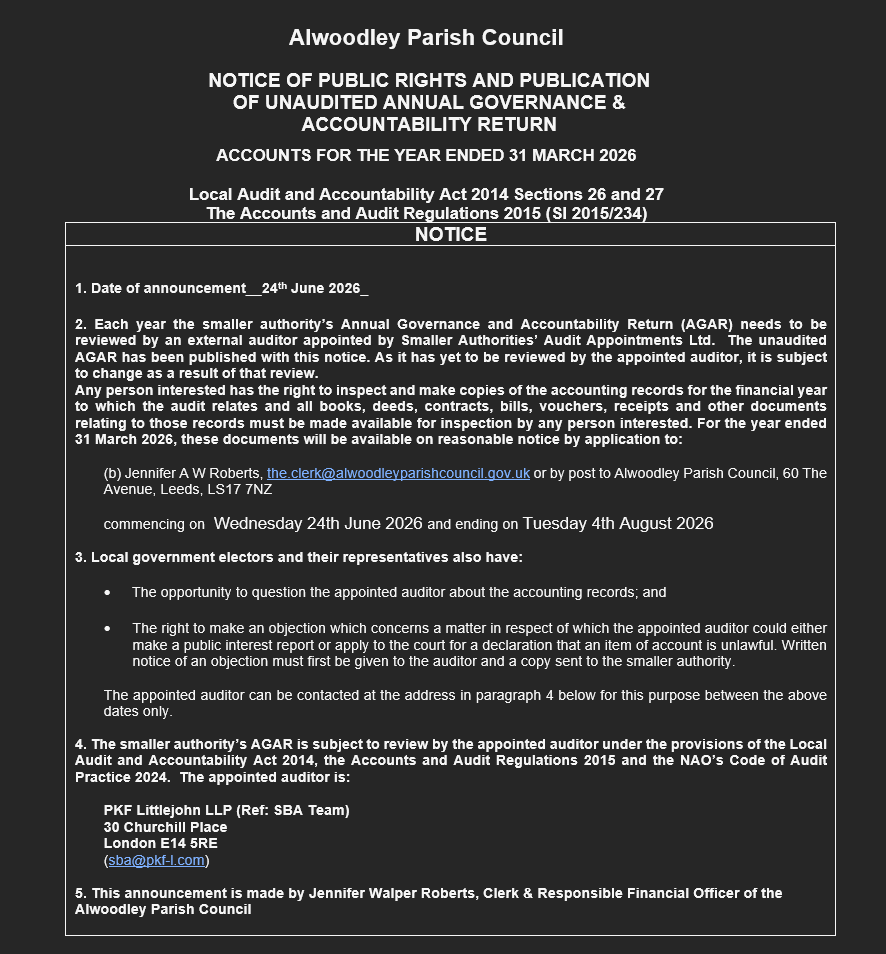 Alwoodley Parish Council
NOTICE OF PUBLIC RIGHTS AND PUBLICATION
OF UNAUDITED ANNUAL GOVERNANCE &
ACCOUNTABILITY RETURN
ACCOUNTS FOR THE YEAR ENDED 31 MARCH 2026
Local Audit and Accountability Act 2014 Sections 26 and 27
The Accounts and Audit Regulations 2015 (SI 2015/234)
NOTICE
1. Date of announcement__24th June 2026_
2. Each year the smaller authority’s Annual Governance and Accountability Return (AGAR) needs to be
reviewed by an external auditor appointed by Smaller Authorities’ Audit Appointments Ltd.  The unaudited
AGAR has been published with this notice. As it has yet to be reviewed by the appointed auditor, it is subject
to change as a result of that review.
Any person interested has the right to inspect and make copies of the accounting records for the financial year
to which the audit relates and all books, deeds, contracts, bills, vouchers, receipts and other documents
relating to those records must be made available for inspection by any person interested. For the year ended
31 March 2026, these documents will be available on reasonable notice by application to:
(b) Jennifer A W Roberts, the.clerk@alwoodleyparishcouncil.gov.uk or by post to Alwoodley Parish Council, 60 The
Avenue, Leeds, LS17 7NZ
commencing on  Wednesday 24th June 2026 and ending on Tuesday 4th August 2026
3. Local government electors and their representatives also have:
• The opportunity to question the appointed auditor about the accounting records; and
• The right to make an objection which concerns a matter in respect of which the appointed auditor could either
make a public interest report or apply to the court for a declaration that an item of account is unlawful. Written
notice of an objection must first be given to the auditor and a copy sent to the smaller authority.
The appointed auditor can be contacted at the address in paragraph 4 below for this purpose between the above
dates only.
4. The smaller authority’s AGAR is subject to review by the appointed auditor under the provisions of the Local
Audit and Accountability Act 2014, the Accounts and Audit Regulations 2015 and the NAO’s Code of Audit
Practice 2024.  The appointed auditor is:
PKF Littlejohn LLP (Ref: SBA Team)
30 Churchill Place
London E14 5RE
(sba@pkf-l.com)
5. This announcement is made by Jennifer Walper Roberts, Clerk & Responsible Financial Officer of the
Alwoodley Parish Council